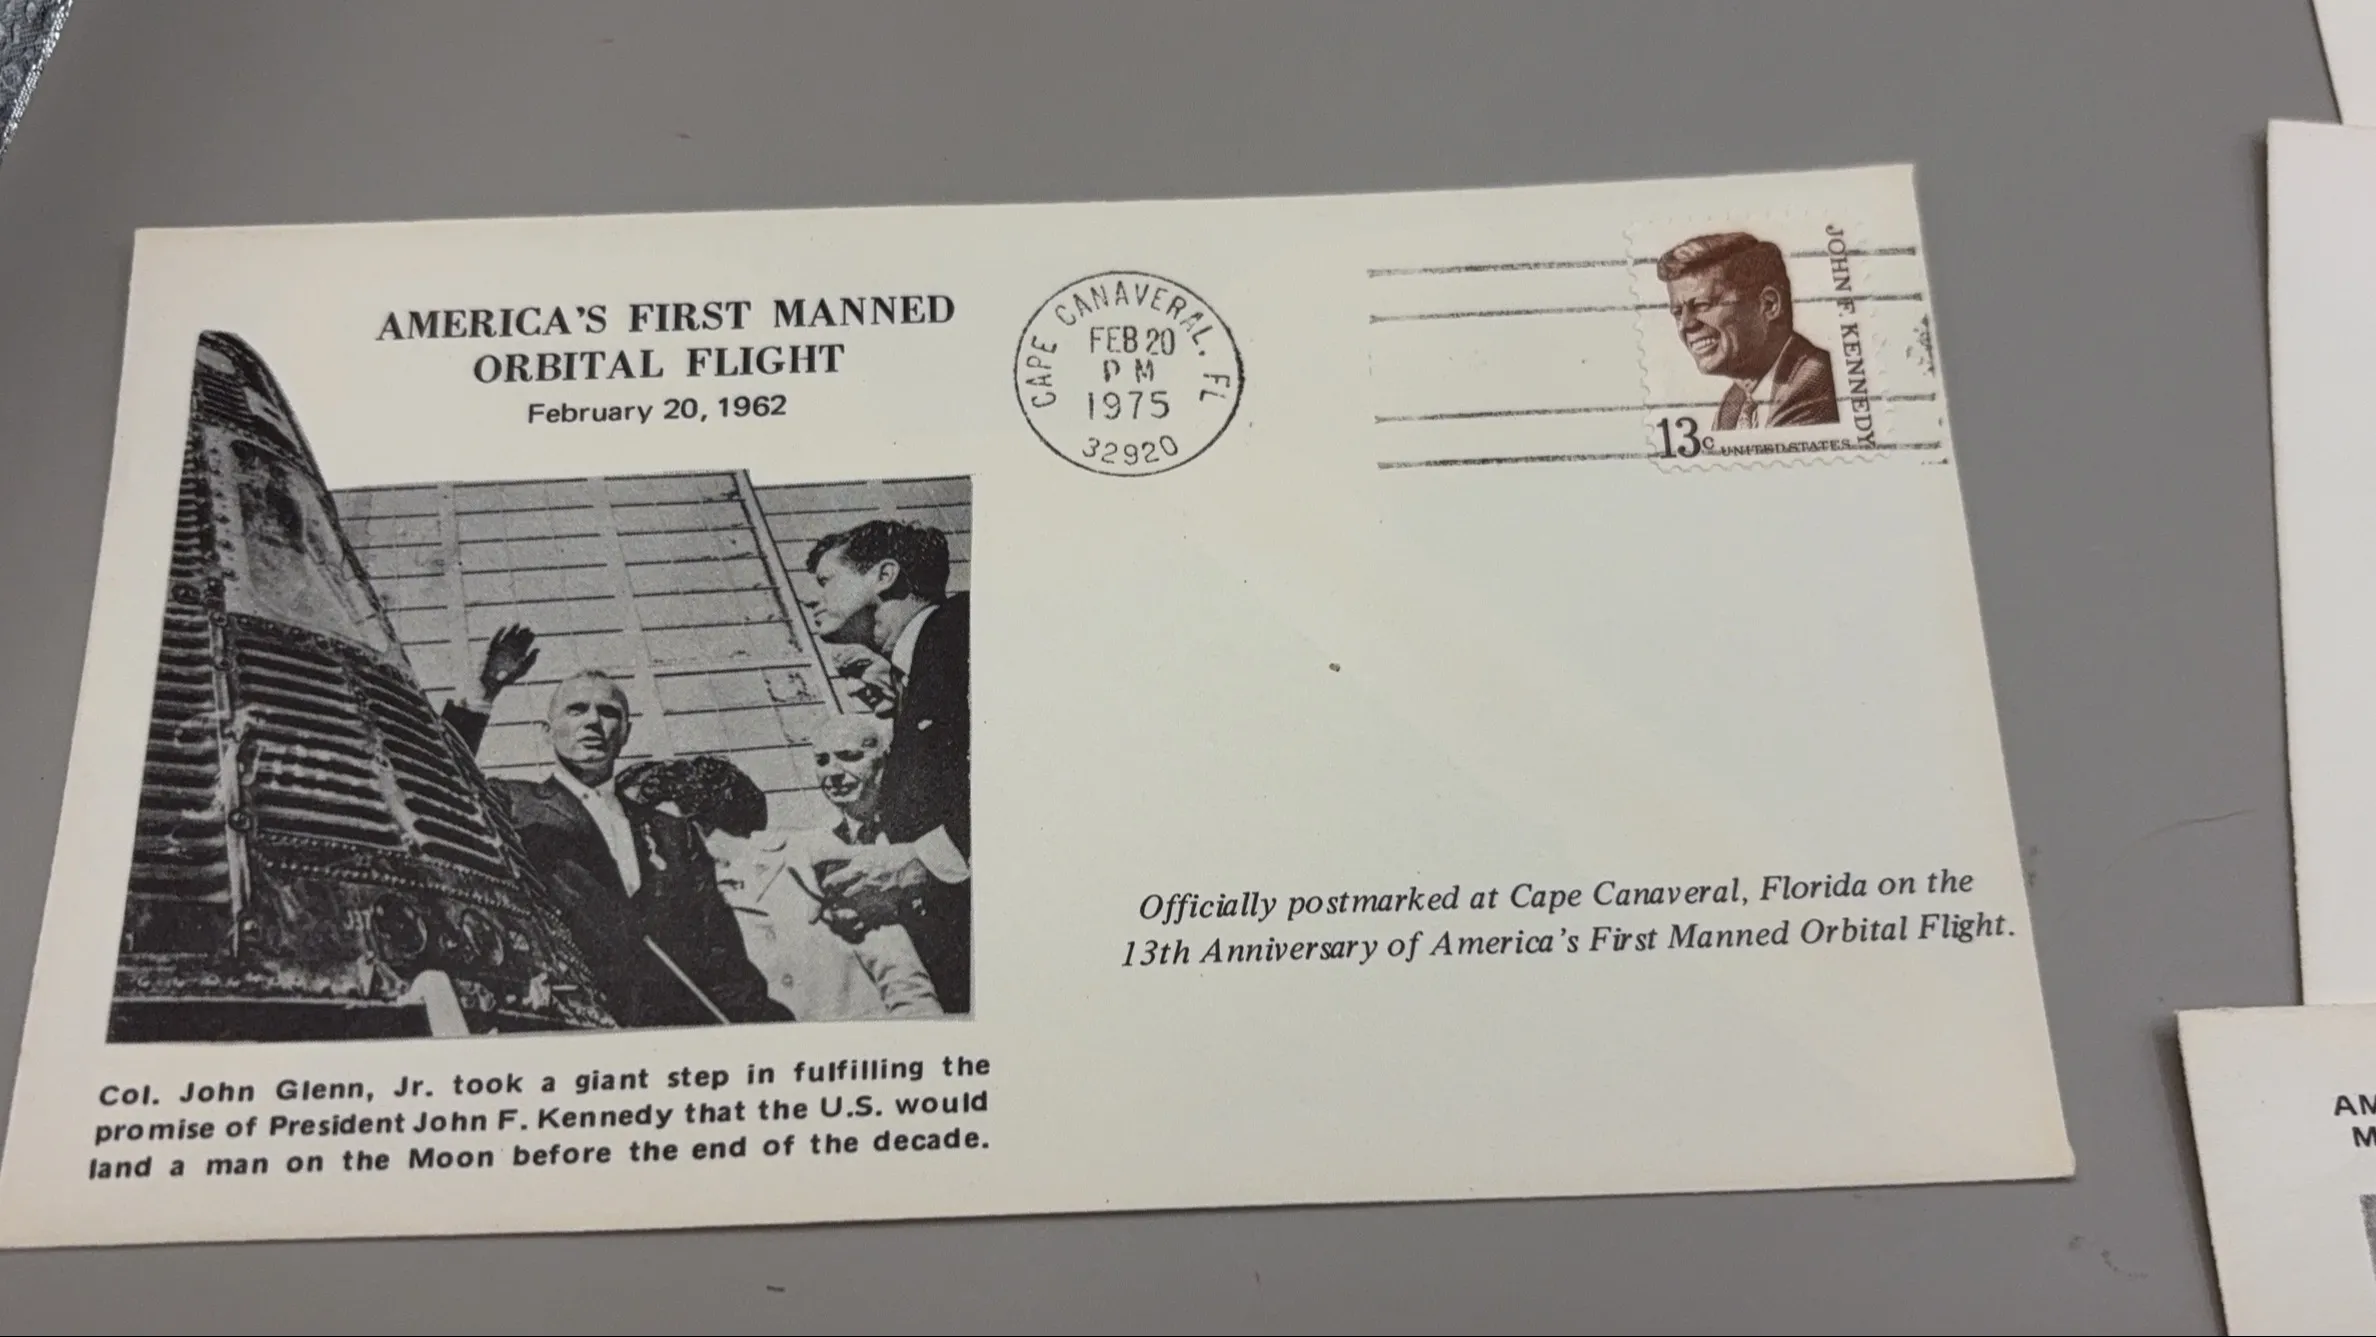 AMERICA'S FIRST MANNED
ORBITAL FLIGHT
February 20, 1962
CAPE CANAVERAL. FL
FEB 20
PM
1975
32920
JOHN F. KENNEDY
13c UNITED STATES
Officially postmarked at Cape Canaveral, Florida on the
13th Anniversary of America's First Manned Orbital Flight.
Col. John Glenn, Jr. took a giant step in fulfilling the
promise of President John F. Kennedy that the U.S. would
land a man on the Moon before the end of the decade.
AM
M